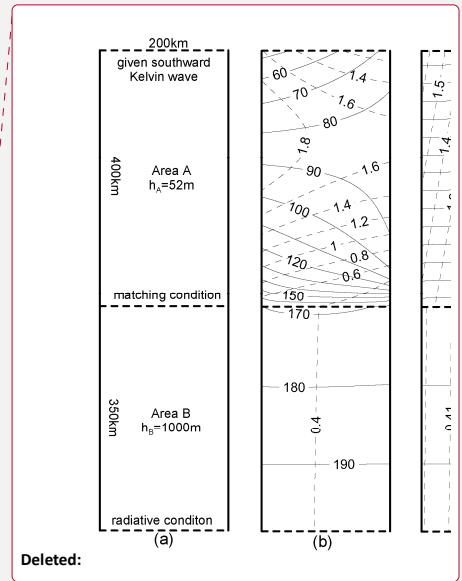 200km
given southward
Kelvin wave
400km
Area A
hA=52m
matching condition
350km
Area B
hB=1000m
radiative conditon
(a)
60
1.4
70
1.6
80
1.8
90
1.6
100
1.4
1.2
1
0.8
120
0.6
150
170
180
0.4
190
(b)
1.5
1.4
0.41
Deleted: